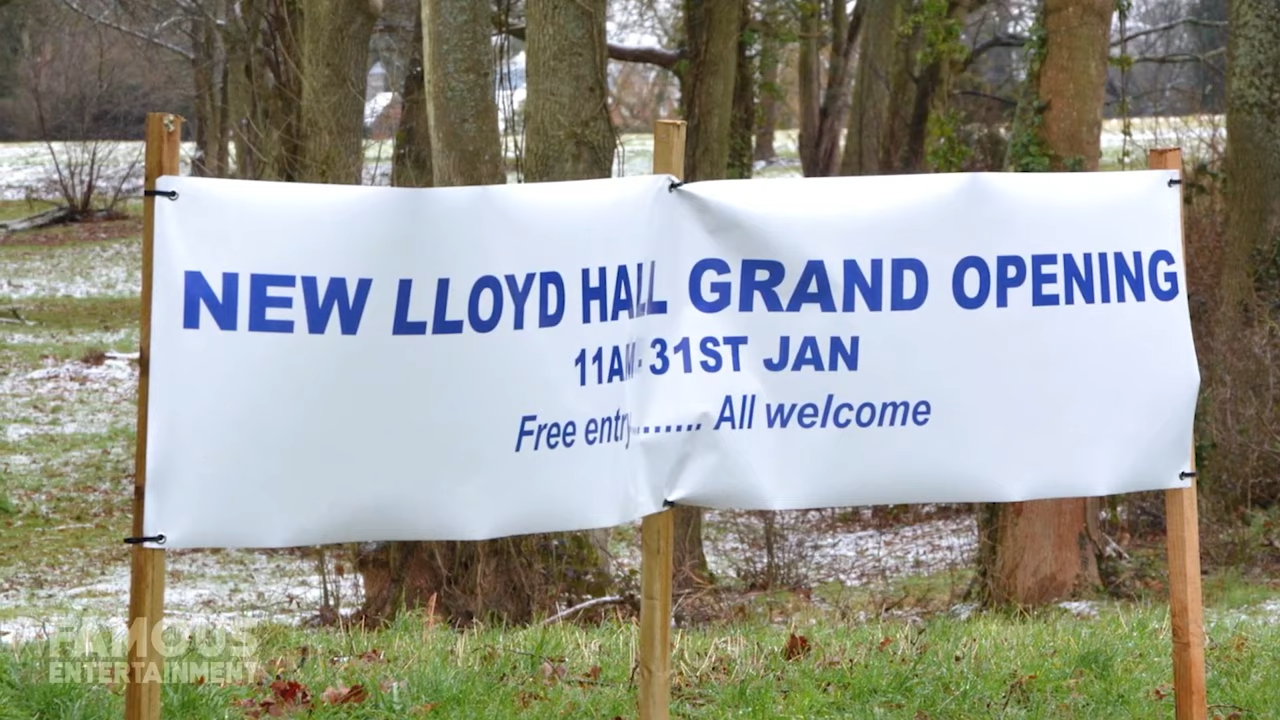 NEW LLOYD HALL GRAND OPENING
11AM- 31ST JAN
Free entry....... All welcome
FAMOUS
ENTERTAINMENT